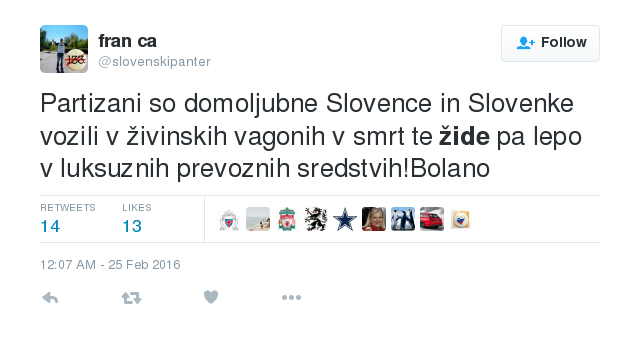 fran ca
@slovenskipanter
Follow
Partizani so domoljubne Slovence in Slovenke
vozili v živinskih vagonih v smrt te žide pa lepo
v luksuznih prevoznih sredstvih!Bolano
RETWEETS LIKES
14 13
12:07 AM - 25 Feb 2016